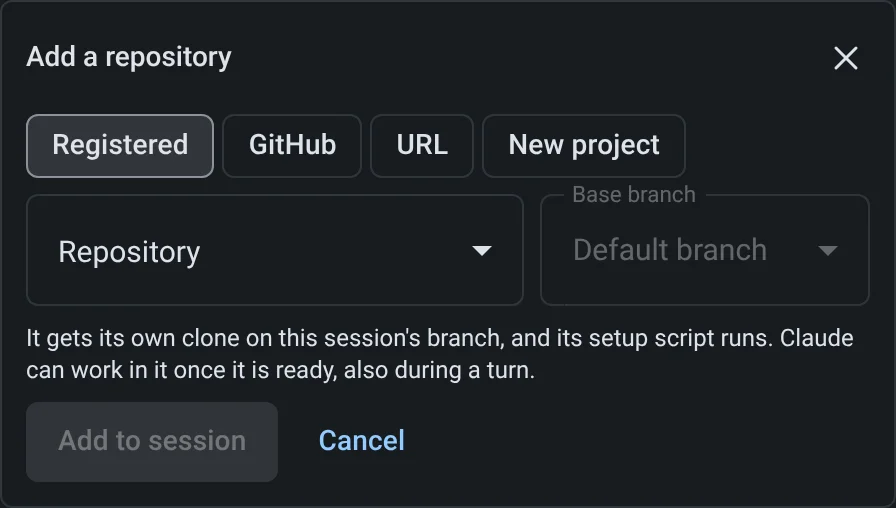 Add a repository
Registered
GitHub
URL
New project
Repository
Base branch
Default branch
It gets its own clone on this session's branch, and its setup script runs. Claude
can work in it once it is ready, also during a turn.
Add to session
Cancel